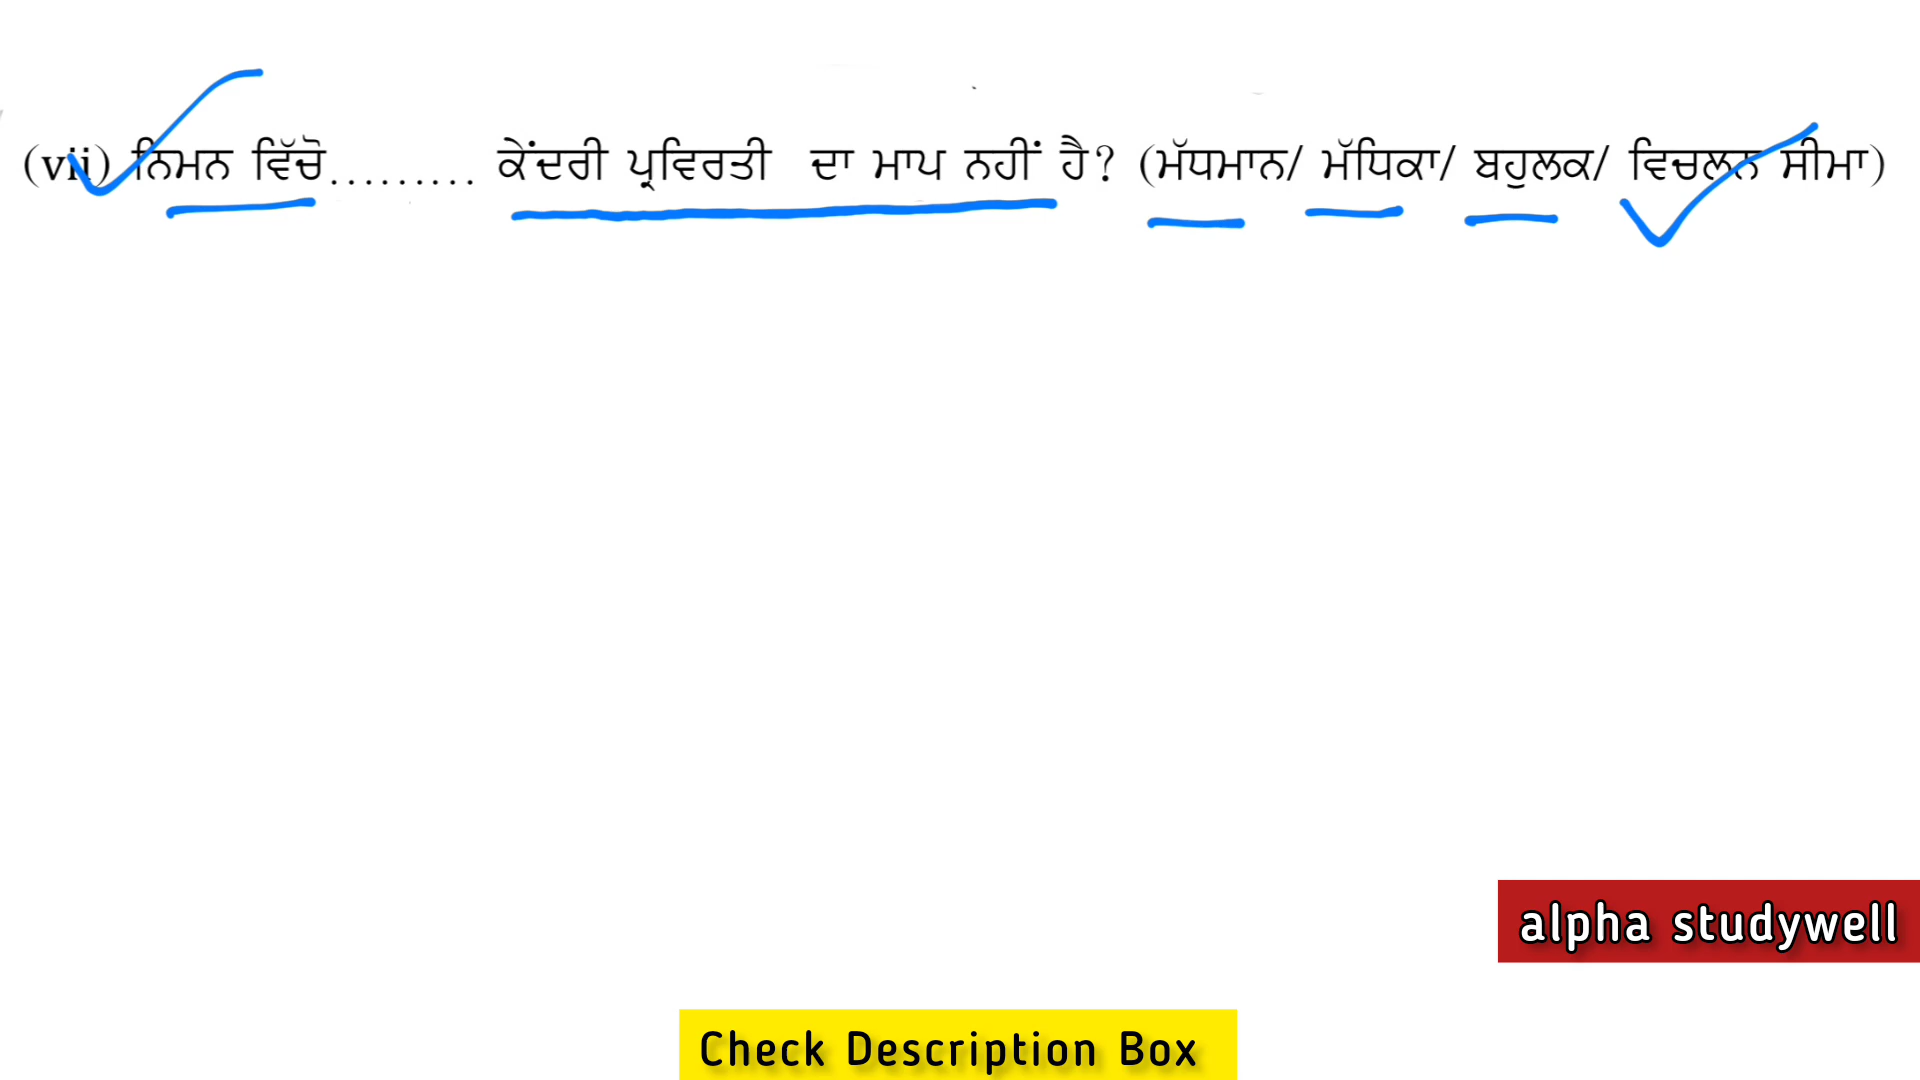 (vii) ਨਿਮਨ ਵਿੱਚੋ......... ਕੇਂਦਰੀ ਪ੍ਰਵਿਰਤੀ ਦਾ ਮਾਪ ਨਹੀਂ ਹੈ? (ਮੱਧਮਾਨ/ ਮੱਧਿਕਾ/ ਬਹੁਲਕ/ ਵਿਚਲਨ ਸੀਮਾ)
alpha studywell
Check Description Box